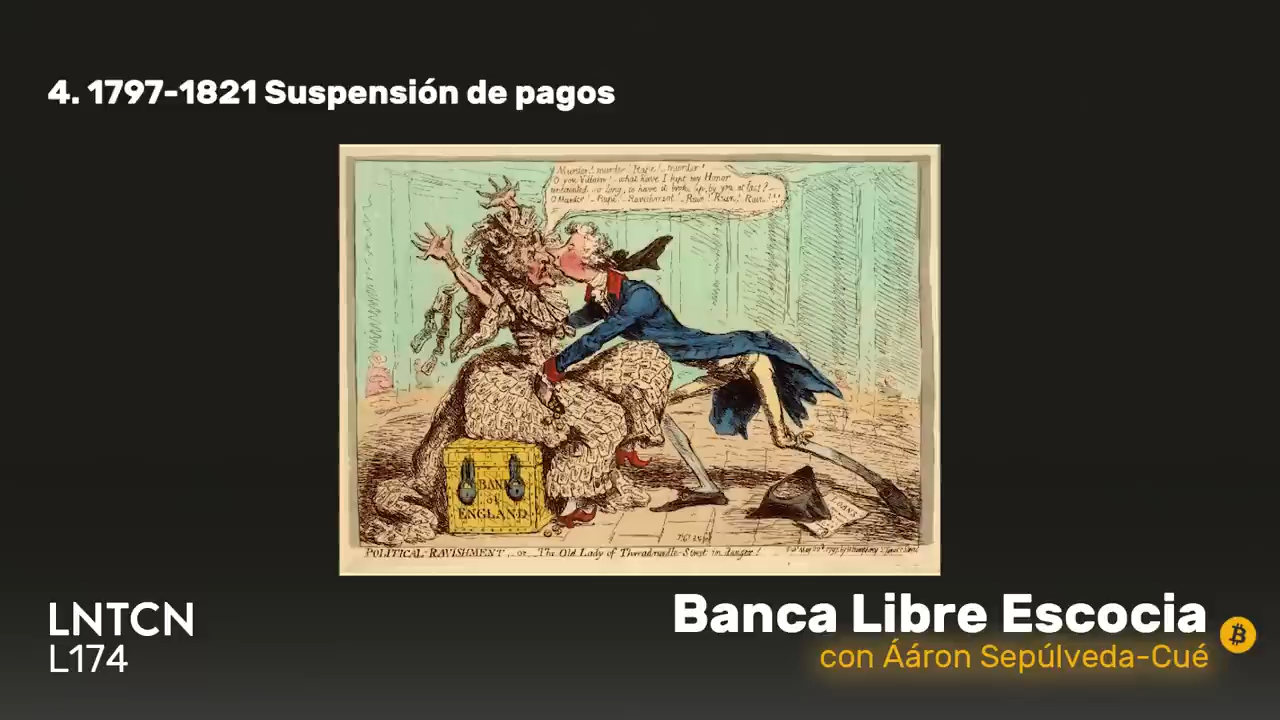 4. 1797-1821 Suspensión de pagos
Murder! murder! Rape! murder!
O you Villain! what have I kept my Honor
untainted so long, to have it broke up, by you at last?
O Murder! Rape! Ravishment! Ruin! Ruin! Ruin!!!
BANK
of
ENGLAND
POLITICAL-RAVISHMENT, or The Old Lady of Threadneedle-Street in danger!
LNTCN
L174
Banca Libre Escocia
con Ááron Sepúlveda-Cué